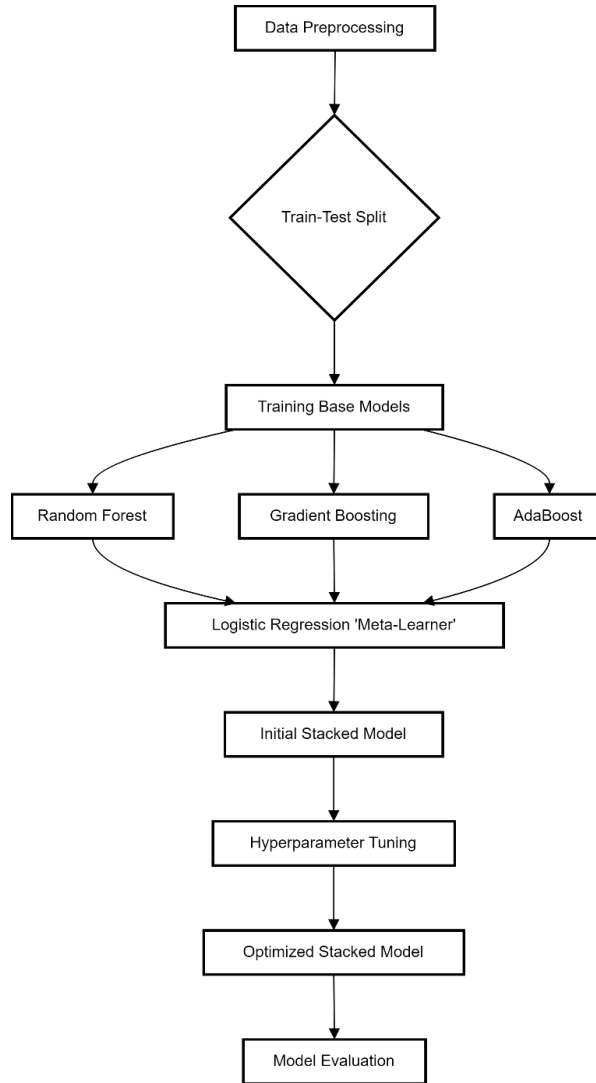 Data Preprocessing
Train-Test Split
Training Base Models
Random Forest
Gradient Boosting
AdaBoost
Logistic Regression 'Meta-Learner'
Initial Stacked Model
Hyperparameter Tuning
Optimized Stacked Model
Model Evaluation